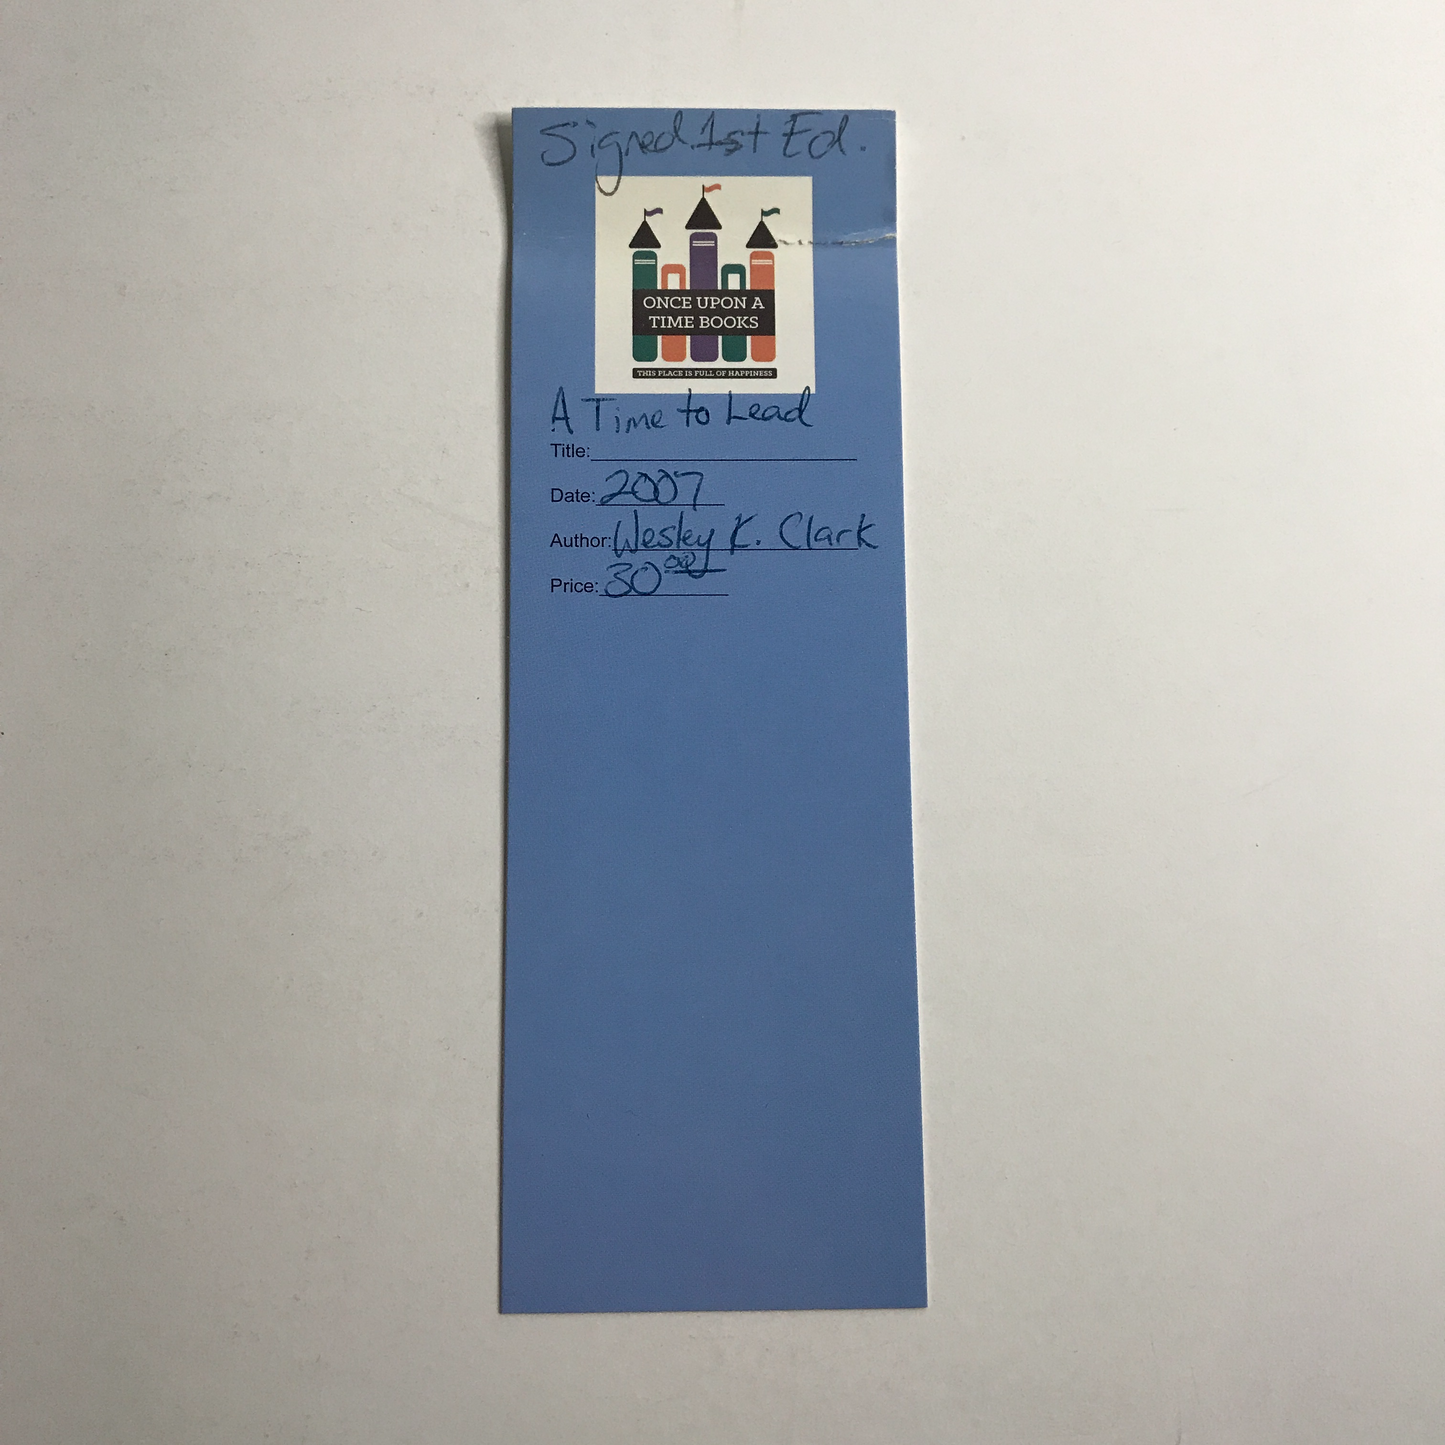 Signed 1st Ed.
ONCE UPON A
TIME BOOKS
THIS PLACE IS FULL OF HAPPINESS
A Time to Lead
Title:
Date: 2007
Author: Wesley K. Clark
Price: 30 00